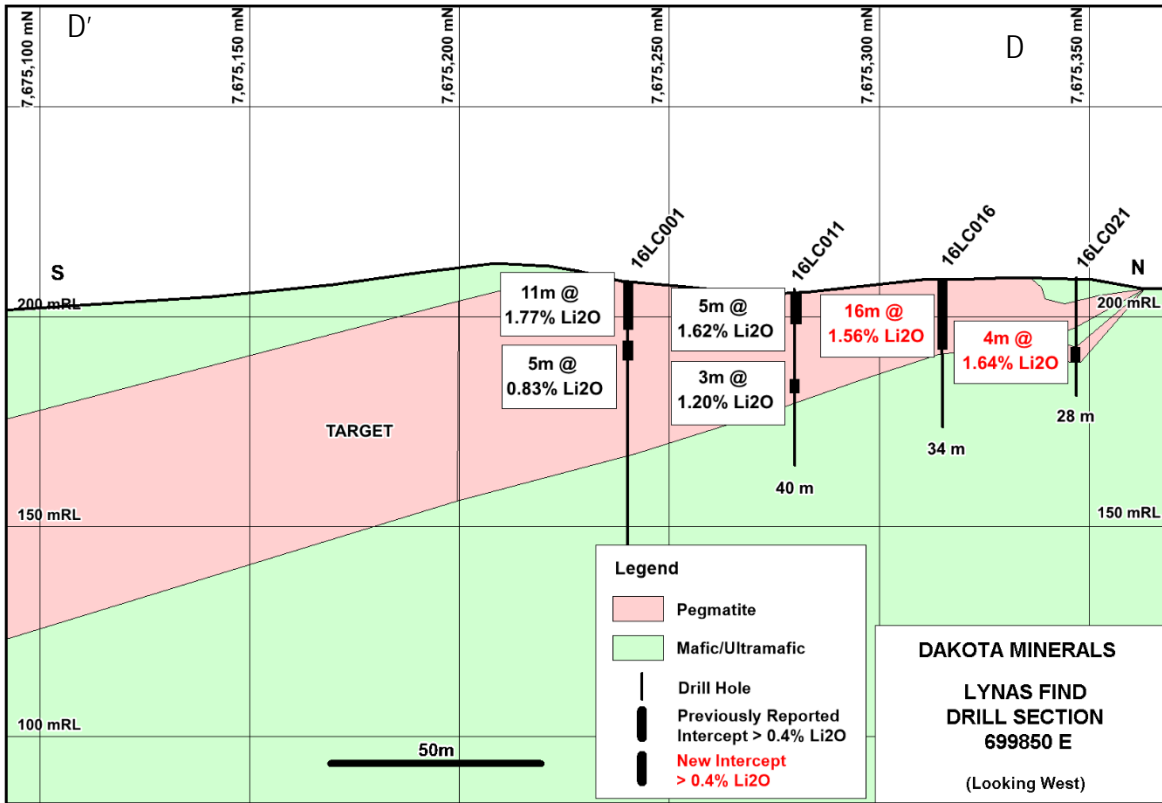 D'
D
7,675,100 mN
7,675,150 mN
7,675,200 mN
7,675,250 mN
7,675,300 mN
7,675,350 mN
16LC001
16LC011
16LC016
16LC021
S
N
200 mRL
200 mRL
11m @
1.77% Li2O
5m @
0.83% Li2O
5m @
1.62% Li2O
3m @
1.20% Li2O
16m @
1.56% Li2O
4m @
1.64% Li2O
TARGET
28 m
34 m
40 m
150 mRL
150 mRL
100 mRL
50m
Legend
Pegmatite
Mafic/Ultramafic
Drill Hole
Previously Reported
Intercept > 0.4% Li2O
New Intercept
> 0.4% Li2O
DAKOTA MINERALS
LYNAS FIND
DRILL SECTION
699850 E
(Looking West)